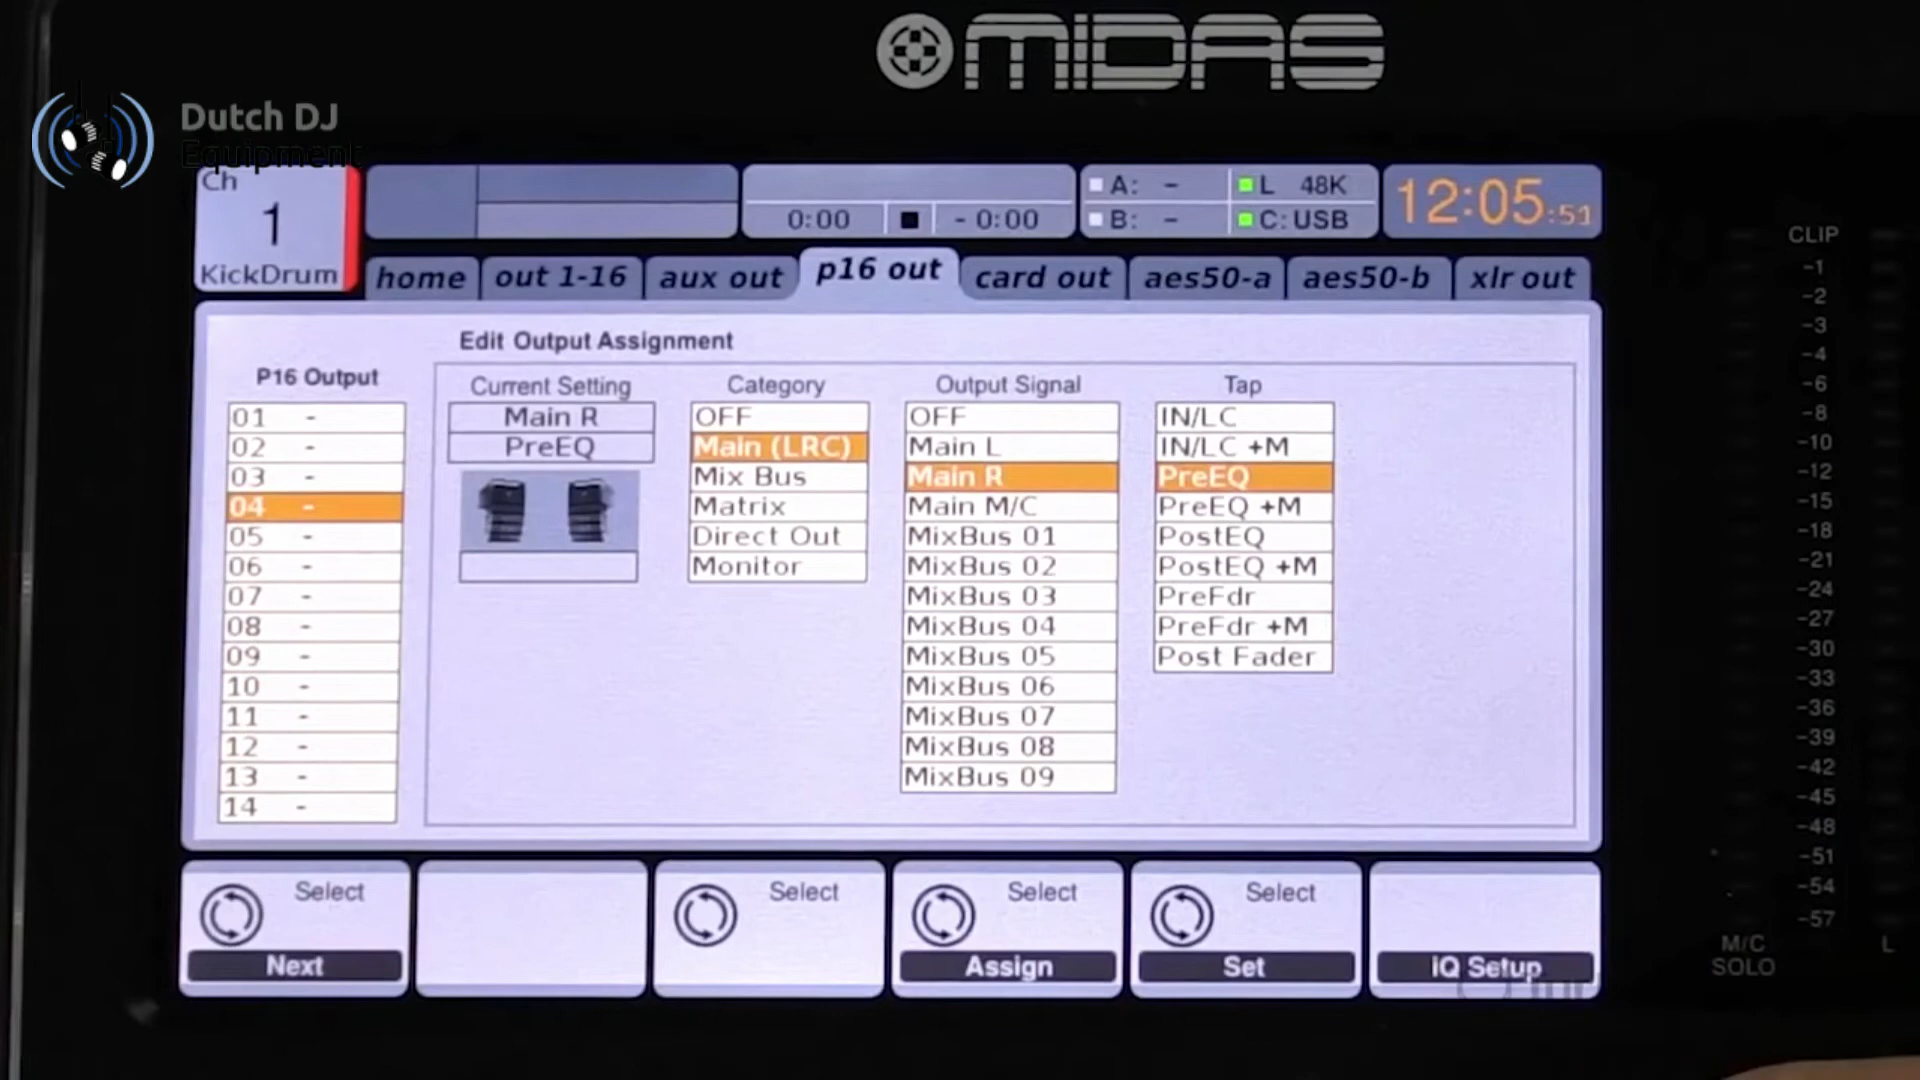 MIDAS
Dutch DJ
Equipment
Ch
1
KickDrum
0:00 - 0:00
A: - L 48K
B: - C: USB
12:05:51
home out 1-16 aux out p16 out card out aes50-a aes50-b xlr out
Edit Output Assignment
P16 Output
01 -
02 -
03 -
04 -
05 -
06 -
07 -
08 -
09 -
10 -
11 -
12 -
13 -
14 -
Current Setting
Main R
PreEQ
Category
OFF
Main (LRC)
Mix Bus
Matrix
Direct Out
Monitor
Output Signal
OFF
Main L
Main R
Main M/C
MixBus 01
MixBus 02
MixBus 03
MixBus 04
MixBus 05
MixBus 06
MixBus 07
MixBus 08
MixBus 09
Tap
IN/LC
IN/LC +M
PreEQ
PreEQ +M
PostEQ
PostEQ +M
PreFdr
PreFdr +M
Post Fader
Select Select Select Select
Next Assign Set iQ Setup
CLIP
-1
-2
-3
-4
-6
-8
-10
-12
-15
-18
-21
-24
-27
-30
-33
-36
-39
-42
-45
-48
-51
-54
-57
M/C L
SOLO